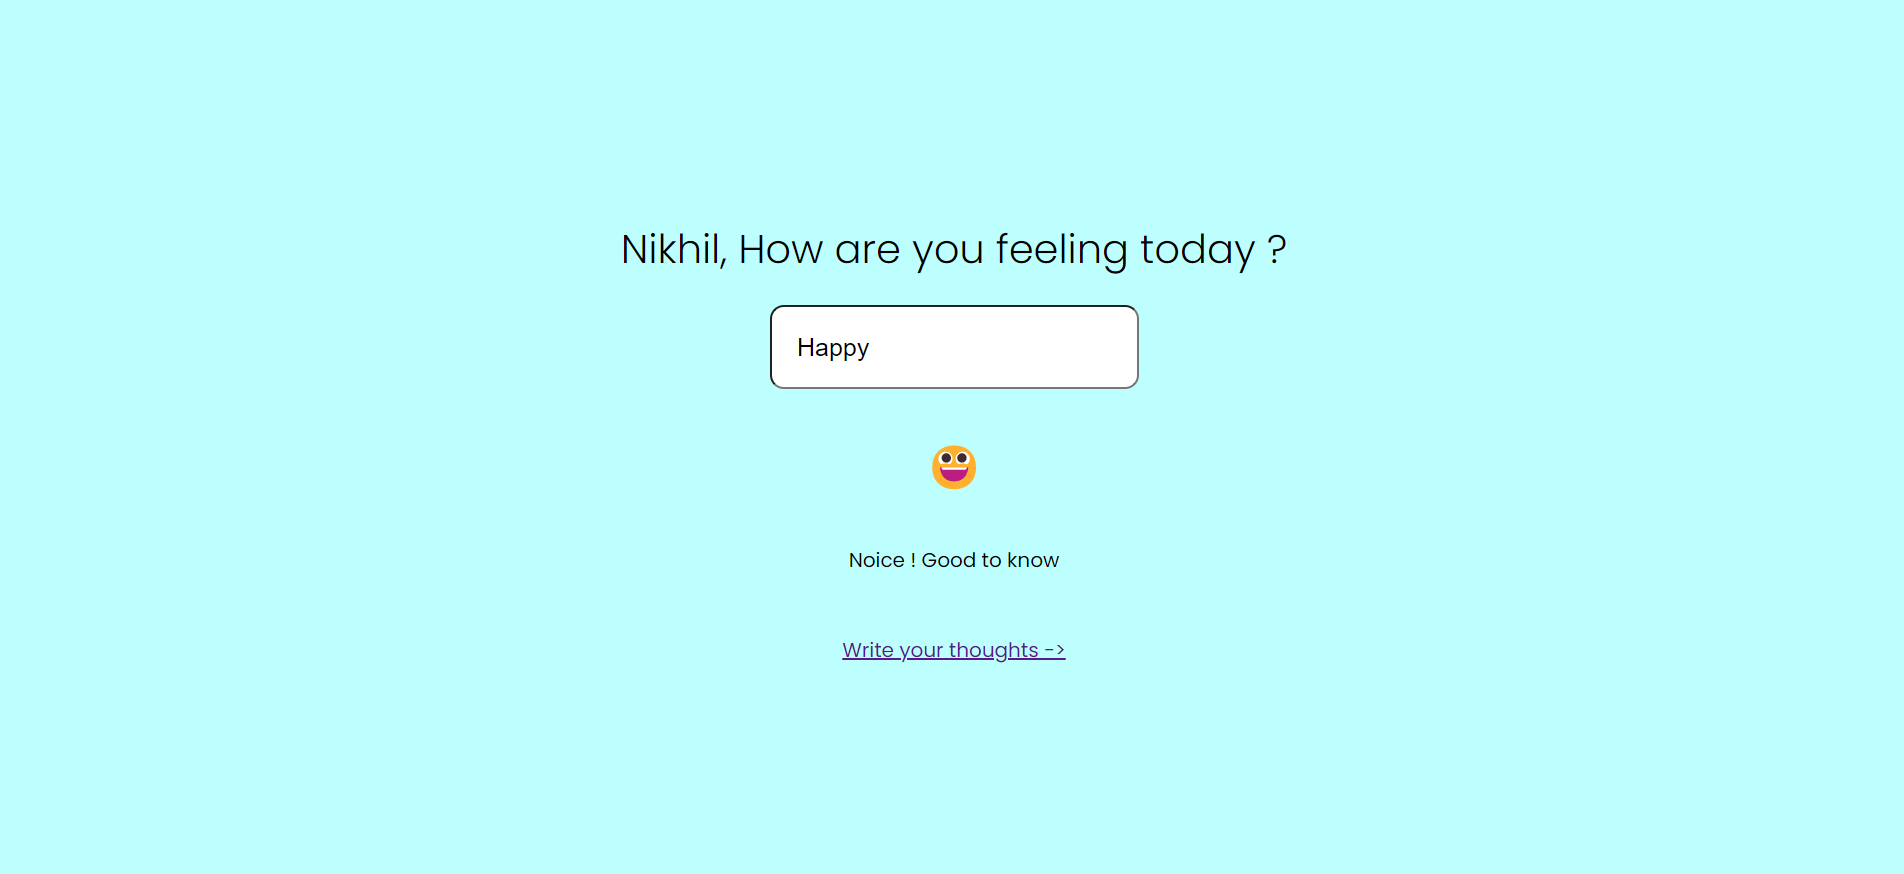 Nikhil, How are you feeling today ?
Happy
Noice ! Good to know
Write your thoughts ->